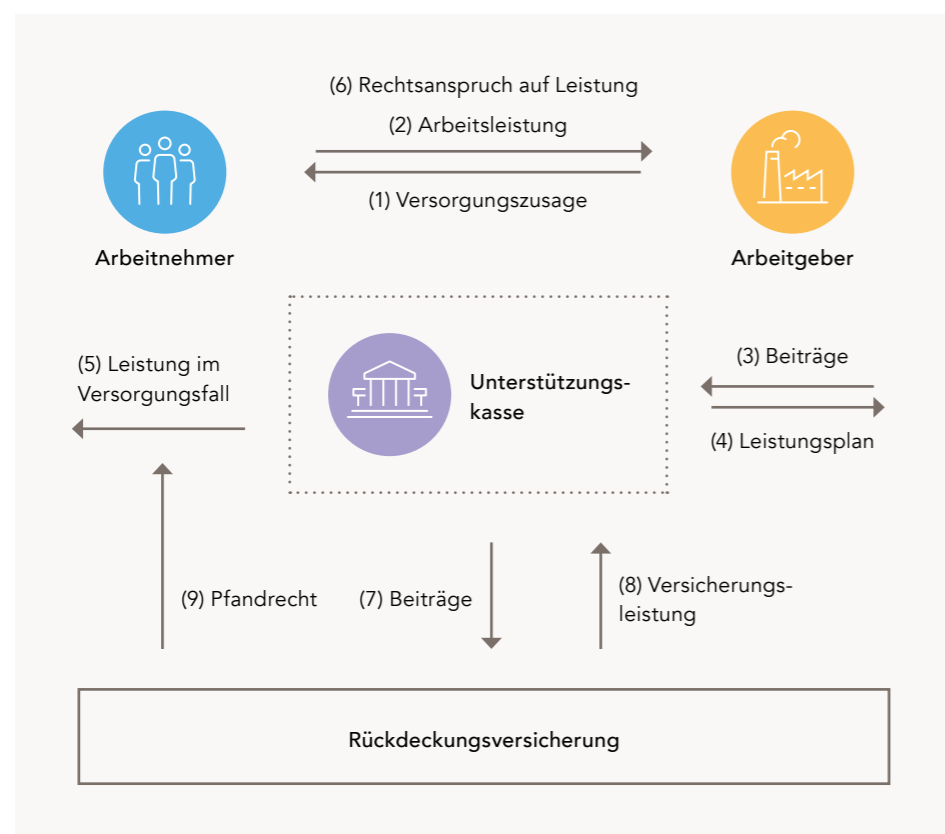 (6) Rechtsanspruch auf Leistung
(2) Arbeitsleistung
(1) Versorgungszusage
Arbeitnehmer
Arbeitgeber
(5) Leistung im
Versorgungsfall
Unterstützungs-
kasse
(3) Beiträge
(4) Leistungsplan
(9) Pfandrecht
(7) Beiträge
(8) Versicherungs-
leistung
Rückdeckungsversicherung